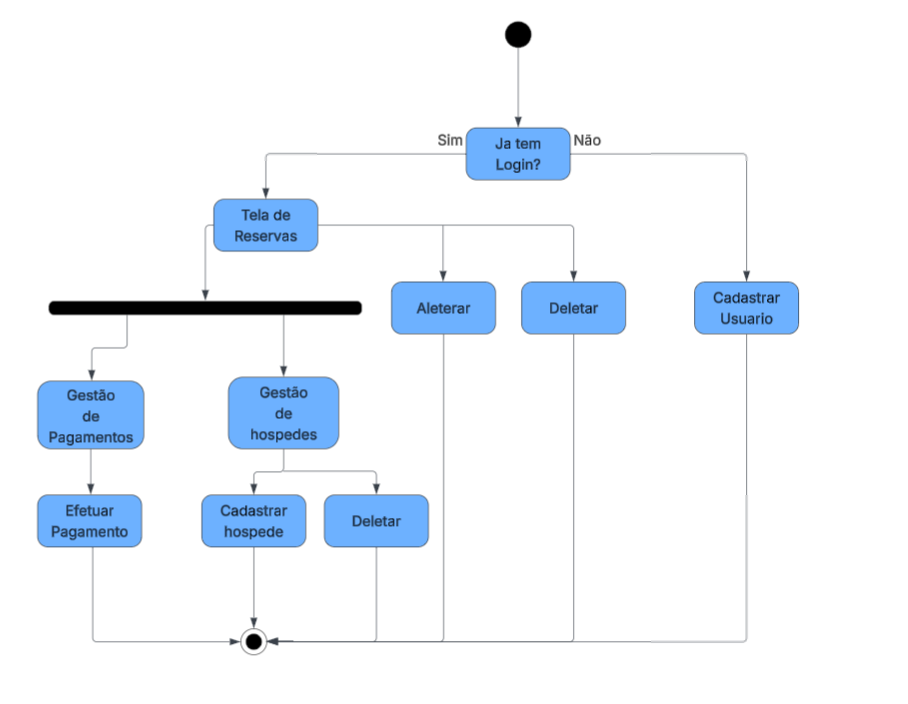 Sim
Ja tem
Login?
Não
Tela de
Reservas
Aleterar
Deletar
Cadastrar
Usuario
Gestão
de
Pagamentos
Gestão
de
hospedes
Efetuar
Pagamento
Cadastrar
hospede
Deletar